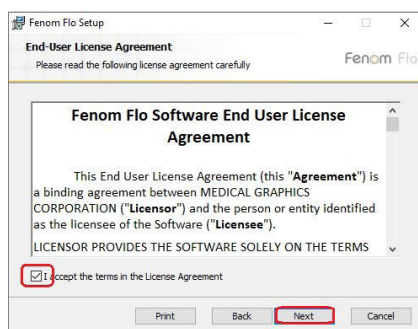 Fenom Flo Setup
End-User License Agreement
Please read the following license agreement carefully
Fenom Flo
Fenom Flo Software End User License
Agreement
This End User License Agreement (this "Agreement") is
a binding agreement between MEDICAL GRAPHICS
CORPORATION ("Licensor") and the person or entity identified
as the licensee of the Software ("Licensee").
LICENSOR PROVIDES THE SOFTWARE SOLELY ON THE TERMS
I accept the terms in the License Agreement
Print Back Next Cancel